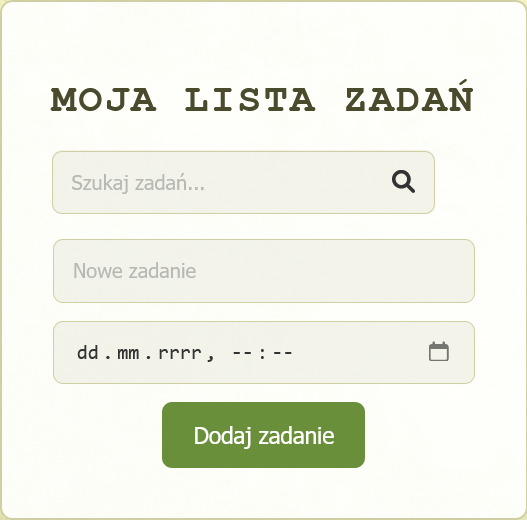 MOJA LISTA ZADAŃ
Szukaj zadań...
Nowe zadanie
dd.mm.rrrr, --:--
Dodaj zadanie